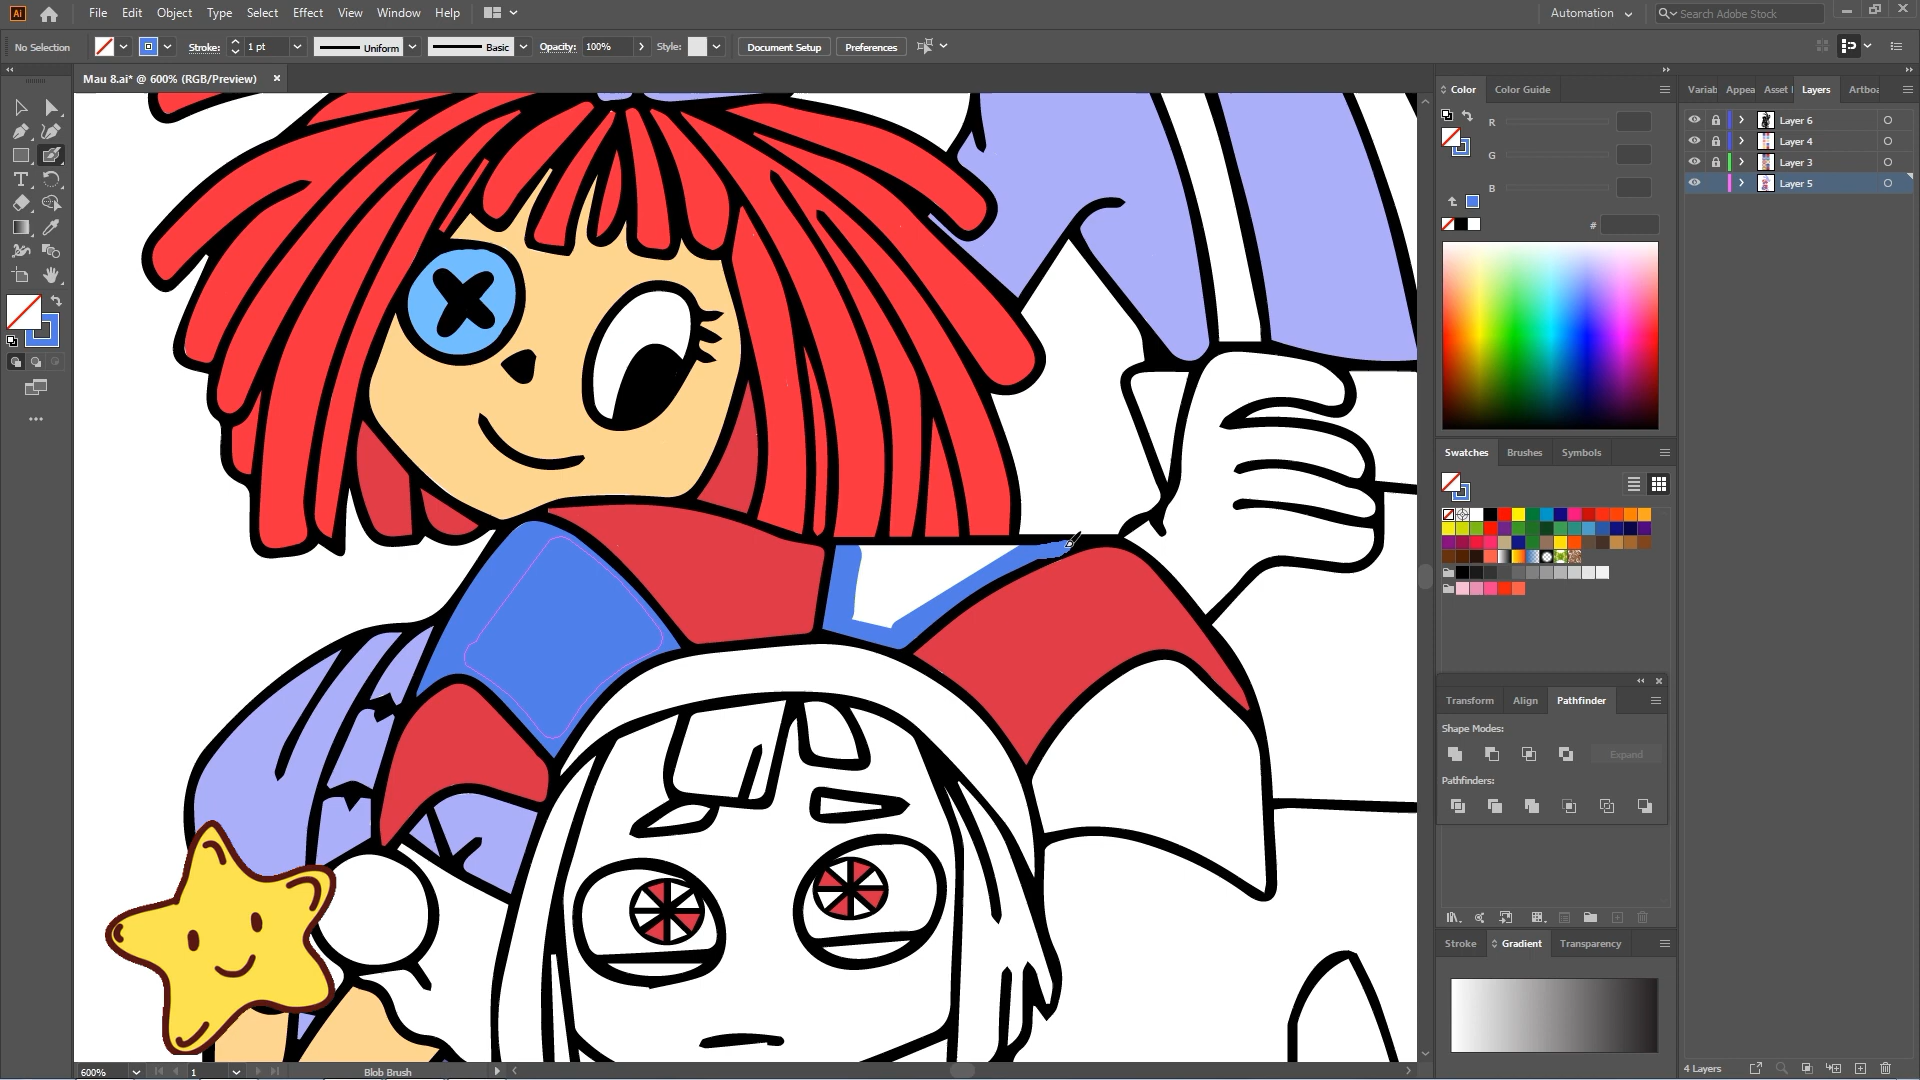 Ai File Edit Object Type Select Effect View Window Help Automation Search Adobe Stock
No Selection Stroke: 1 pt Uniform Basic Opacity: 100% Style: Document Setup Preferences
Mau 8.ai* @ 600% (RGB/Preview)
Color Color Guide
R
G
B
#
Swatches Brushes Symbols
Transform Align Pathfinder
Shape Modes:
Expand
Pathfinders:
Stroke Gradient Transparency
Variab Appea Asset Layers Artboa
Layer 6
Layer 4
Layer 3
Layer 5
4 Layers
600% 1 Blob Brush